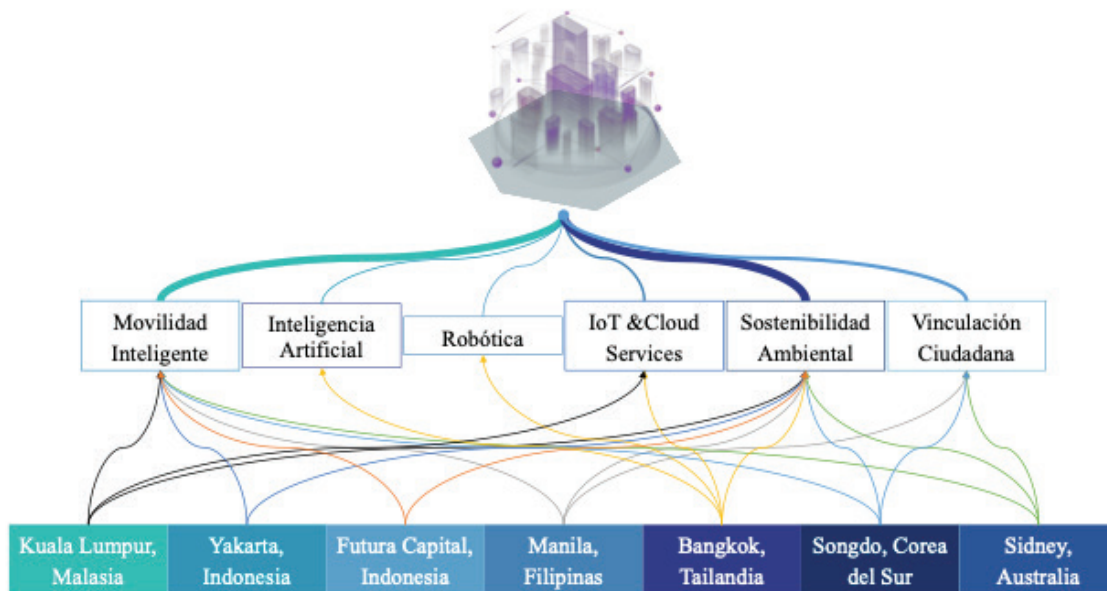 Movilidad
Inteligente
Inteligencia
Artificial
Robótica
IoT &Cloud
Services
Sostenibilidad
Ambiental
Vinculación
Ciudadana
Kuala Lumpur,
Malasia
Yakarta,
Indonesia
Futura Capital,
Indonesia
Manila,
Filipinas
Bangkok,
Tailandia
Songdo, Corea
del Sur
Sidney,
Australia